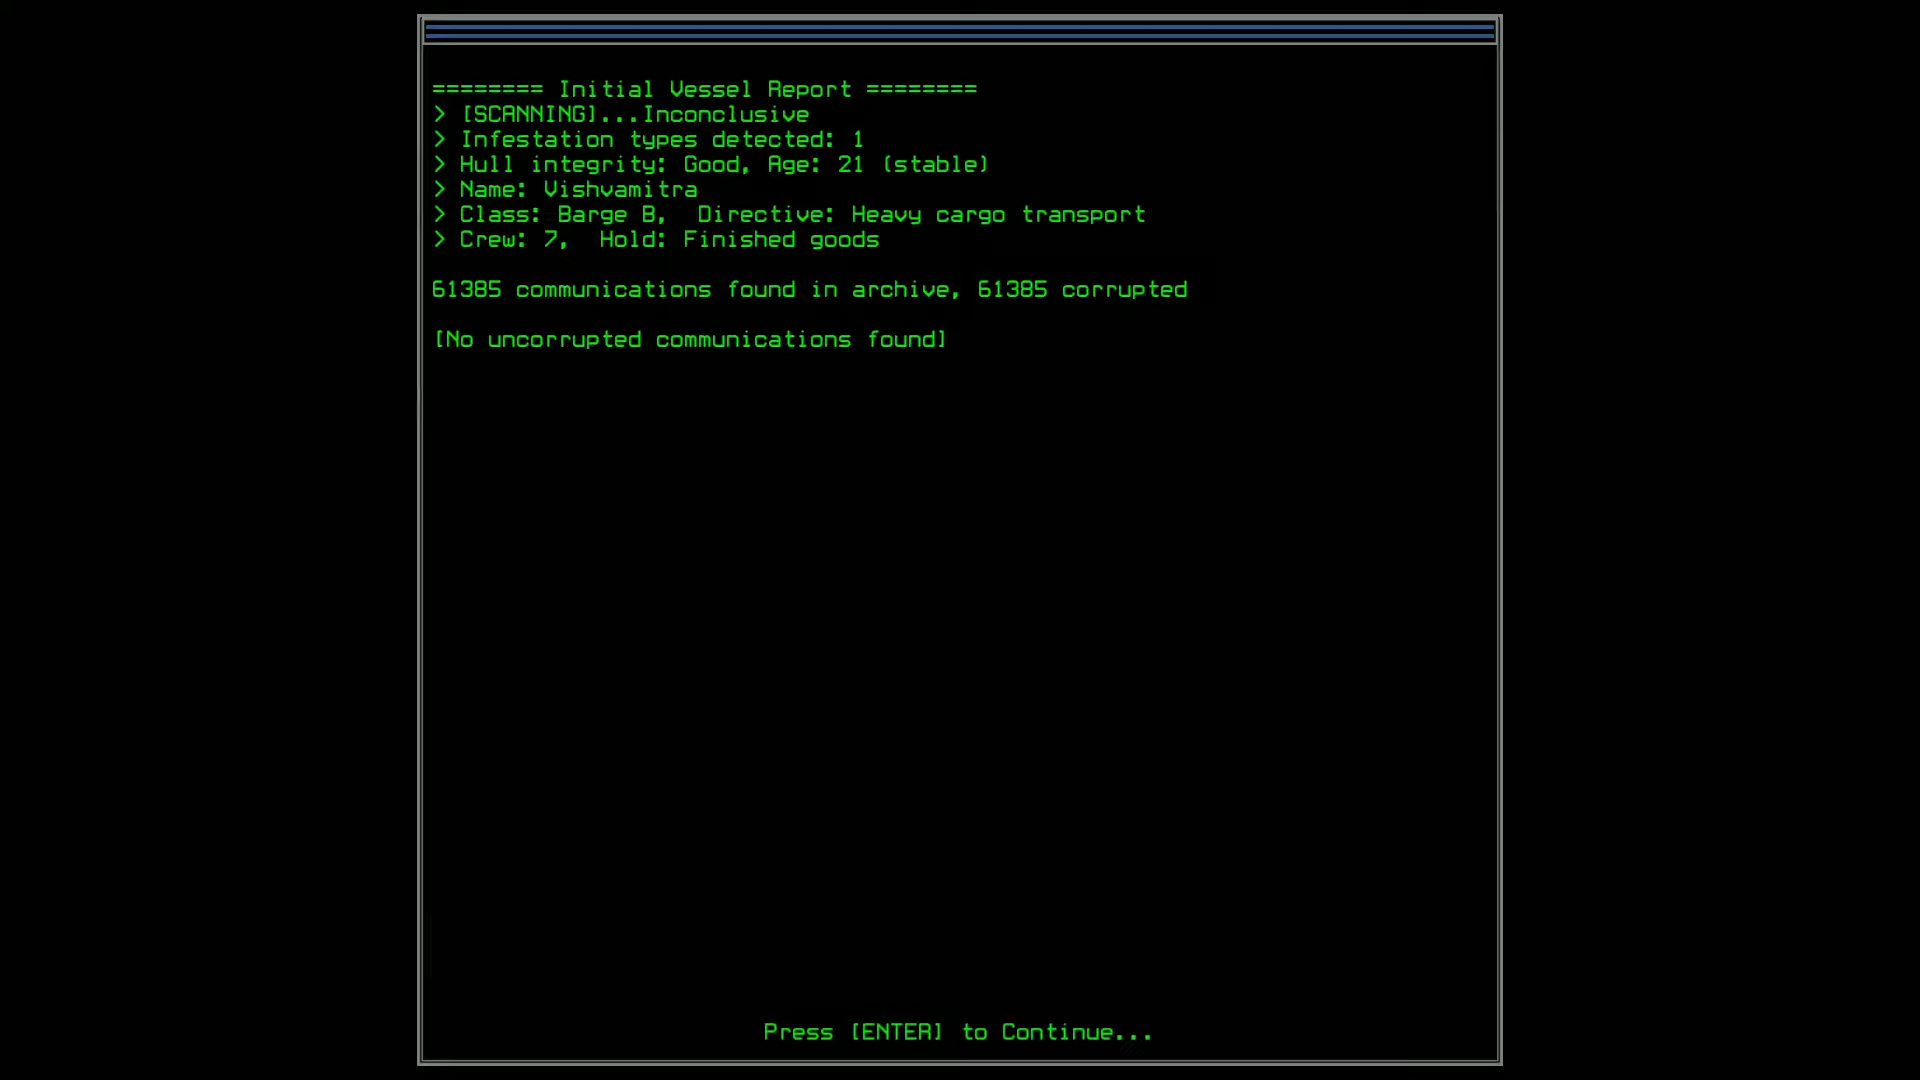 ======== Initial Vessel Report ========
> [SCANNING]...Inconclusive
> Infestation types detected: 1
> Hull integrity: Good, Age: 21 (stable)
> Name: Vishvamitra
> Class: Barge B,  Directive: Heavy cargo transport
> Crew: 7,  Hold: Finished goods
61385 communications found in archive, 61385 corrupted
[No uncorrupted communications found]
Press [ENTER] to Continue...